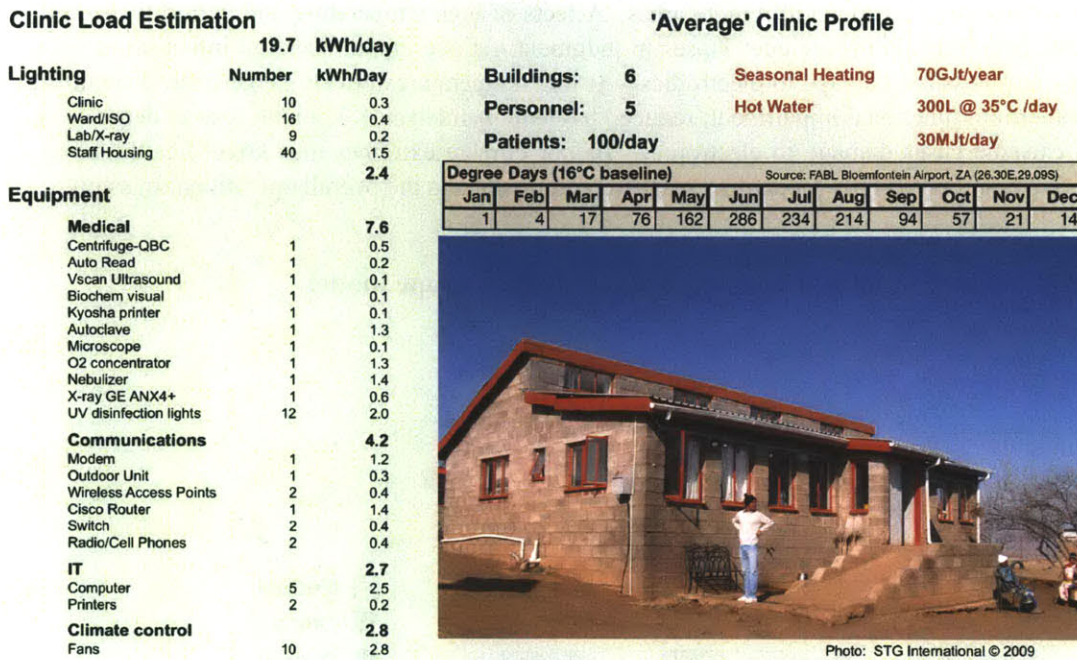 Clinic Load Estimation
19.7 kWh/day
Lighting Number kWh/Day
Clinic 10 0.3
Ward/ISO 16 0.4
Lab/X-ray 9 0.2
Staff Housing 40 1.5
2.4
Equipment
Medical 7.6
Centrifuge-QBC 1 0.5
Auto Read 1 0.2
Vscan Ultrasound 1 0.1
Biochem visual 1 0.1
Kyosha printer 1 0.1
Autoclave 1 1.3
Microscope 1 0.1
O2 concentrator 1 1.3
Nebulizer 1 1.4
X-ray GE ANX4+ 1 0.6
UV disinfection lights 12 2.0
Communications 4.2
Modem 1 1.2
Outdoor Unit 1 0.3
Wireless Access Points 2 0.4
Cisco Router 1 1.4
Switch 2 0.4
Radio/Cell Phones 2 0.4
IT 2.7
Computer 5 2.5
Printers 2 0.2
Climate control 2.8
Fans 10 2.8
'Average' Clinic Profile
Buildings: 6 Seasonal Heating 70GJt/year
Personnel: 5 Hot Water 300L @ 35°C /day
Patients: 100/day 30MJt/day
Degree Days (16°C baseline) Source: FABL Bloemfontein Airport, ZA (26.30E,29.09S)
Jan Feb Mar Apr May Jun Jul Aug Sep Oct Nov Dec
1 4 17 76 162 286 234 214 94 57 21 14
Photo: STG International © 2009